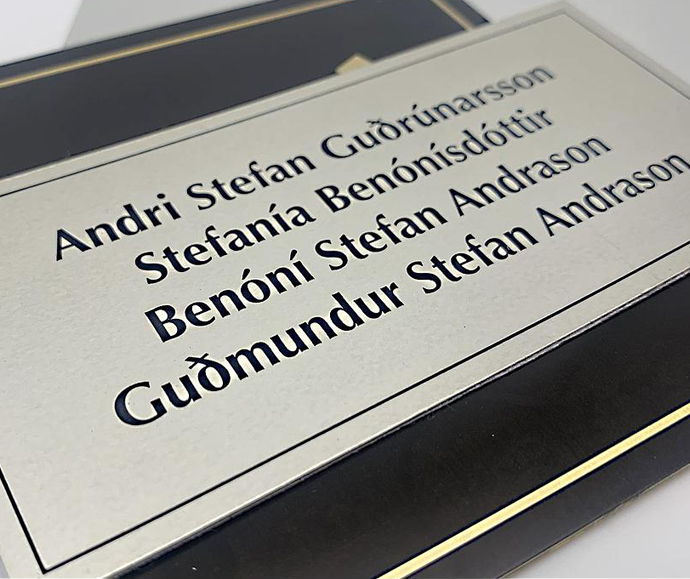 Andri Stefan Guðrúnarsson
Stefanía Benónísdóttir
Benóní Stefan Andrason
Guðmundur Stefan Andrason